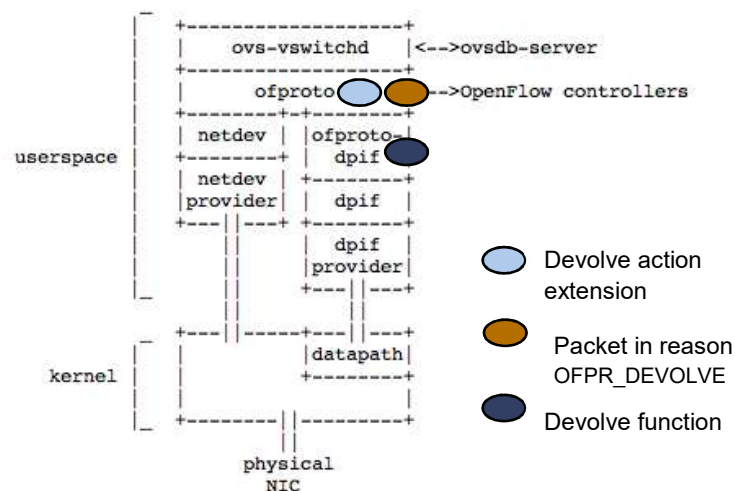 ovs-vswitchd <-->ovsdb-server
ofproto -->OpenFlow controllers
netdev ofproto-
userspace dpif
netdev dpif
provider
dpif
provider
Devolve action
extension
Packet in reason
OFPR_DEVOLVE
datapath
kernel
Devolve function
physical
NIC